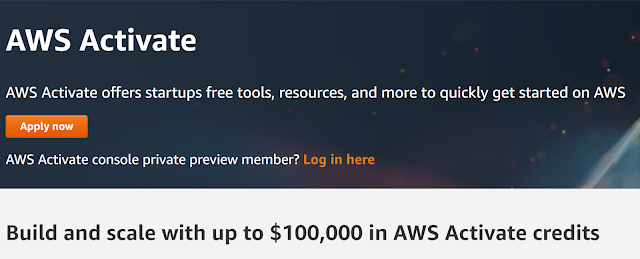 AWS Activate
AWS Activate offers startups free tools, resources, and more to quickly get started on AWS
Apply now
AWS Activate console private preview member? Log in here
Build and scale with up to $100,000 in AWS Activate credits